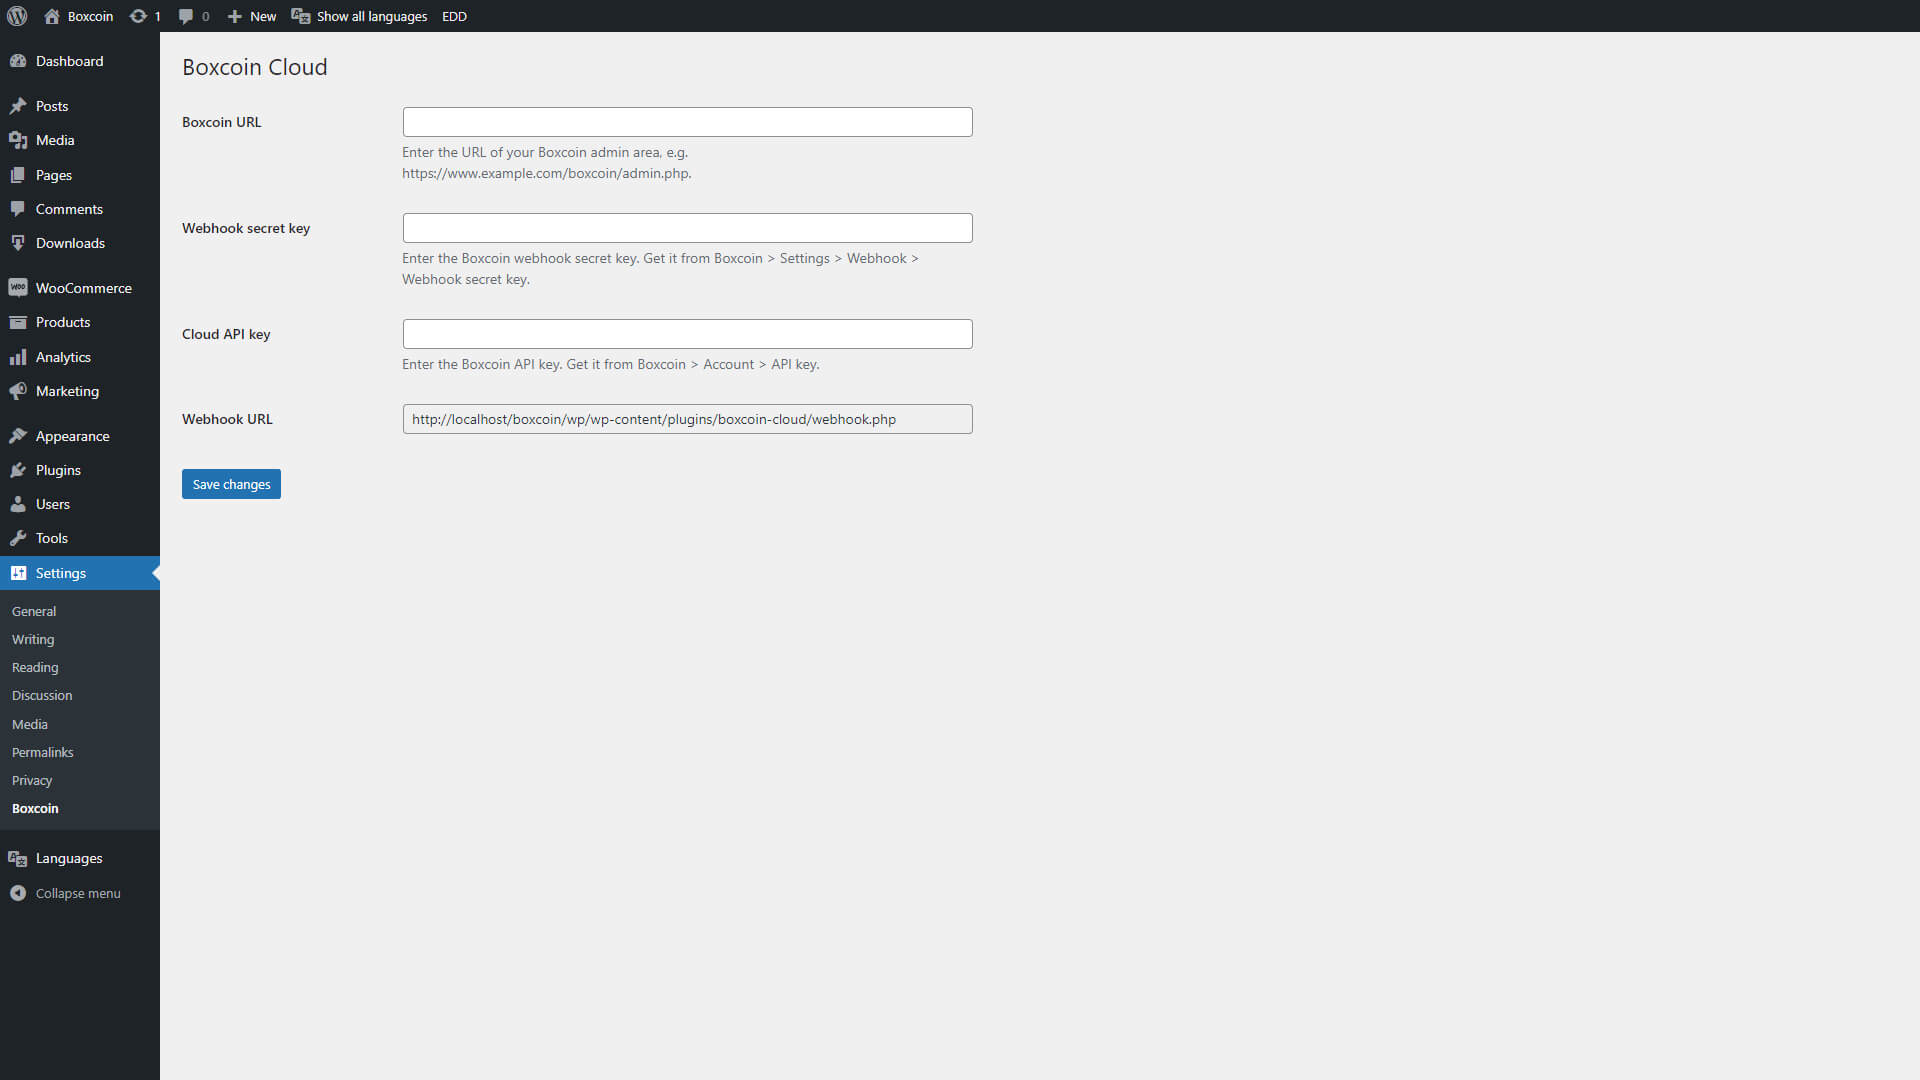 Boxcoin 1 0 New Show all languages EDD
Dashboard
Posts
Media
Pages
Comments
Downloads
WooCommerce
Products
Analytics
Marketing
Appearance
Plugins
Users
Tools
Settings
General
Writing
Reading
Discussion
Media
Permalinks
Privacy
Boxcoin
Languages
Collapse menu
Boxcoin Cloud
Boxcoin URL
Enter the URL of your Boxcoin admin area, e.g.
https://www.example.com/boxcoin/admin.php.
Webhook secret key
Enter the Boxcoin webhook secret key. Get it from Boxcoin > Settings > Webhook >
Webhook secret key.
Cloud API key
Enter the Boxcoin API key. Get it from Boxcoin > Account > API key.
Webhook URL
http://localhost/boxcoin/wp/wp-content/plugins/boxcoin-cloud/webhook.php
Save changes